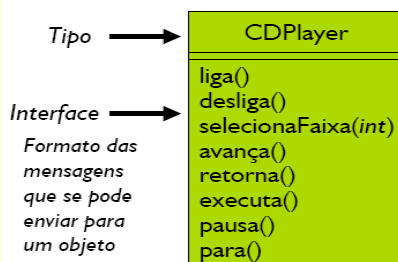 Tipo
CDPlayer
liga()
desliga()
Interface
selecionaFaixa(int)
Formato das
mensagens
que se pode
enviar para
um objeto
avança()
retorna()
executa()
pausa()
para()